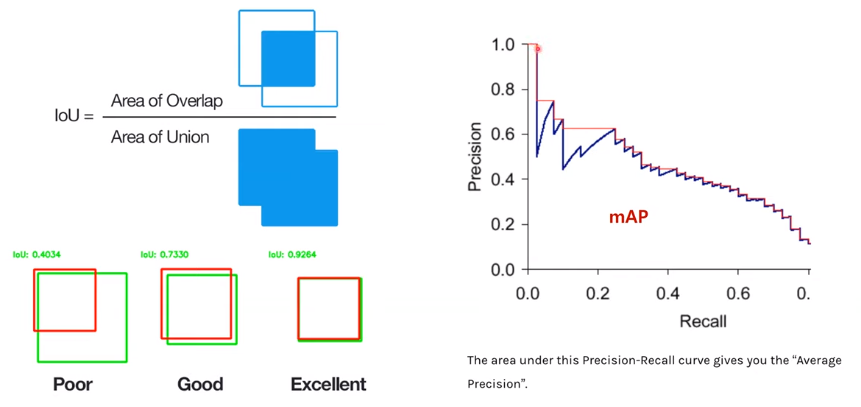 IoU =
Area of Overlap
Area of Union
IoU: 0.4034
IoU: 0.7330
IoU: 0.9264
Poor
Good
Excellent
Precision
1.0
0.8
0.6
0.4
0.2
0.0
mAP
0.0
0.2
0.4
0.6
0.
Recall
The area under this Precision-Recall curve gives you the “Average
Precision”.